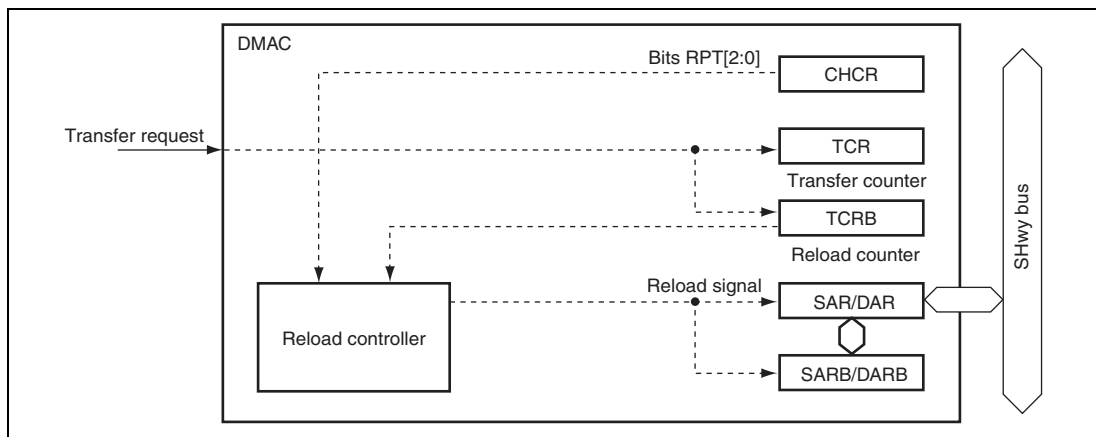 DMAC
Bits RPT[2:0]
CHCR
Transfer request
TCR
Transfer counter
TCRB
Reload counter
Reload signal
SAR/DAR
Reload controller
SARB/DARB
SHwy bus